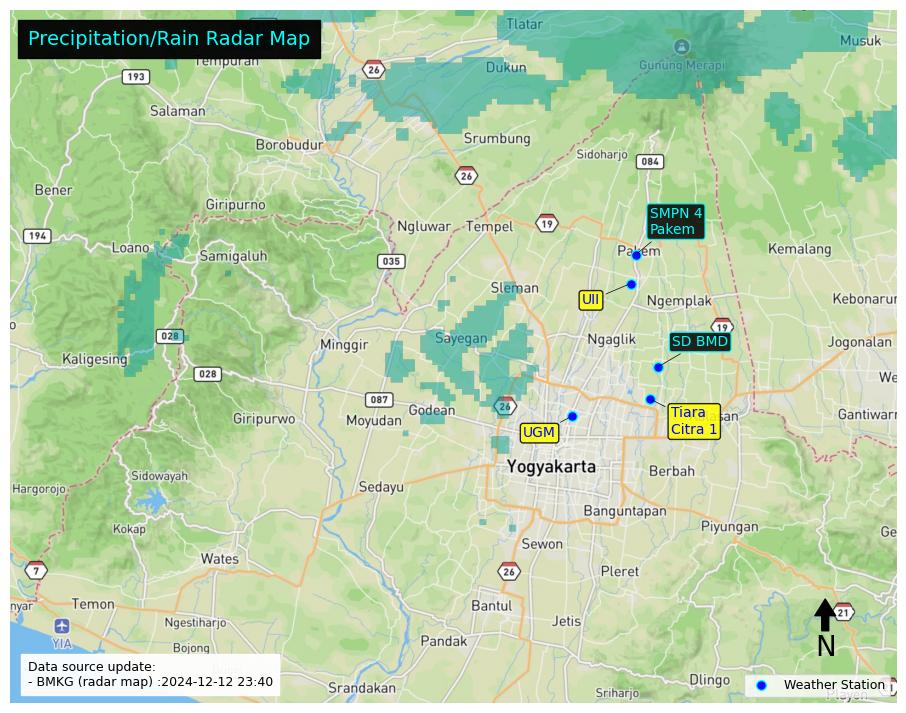 Precipitation/Rain Radar Map
Tlatar
Musuk
Gunung Merapi
Tempuran
26
Dukun
193
Salaman
Srumbung
Borobudur
Sidoharjo
084
26
Bener
Giripurno
SMPN 4
Pakem
Ngluwar
Tempel
19
194
Loano
Samigaluh
035
Pakem
Kemalang
Sleman
UII
Ngemplak
Kebonaru
028
Sayegan
Ngaglik
19
SD BMD
Jogonalan
Minggir
Kaligesing
028
We
087
Godean
26
Tiara
Citra 1
san
Gantiwar
Giripurwo
Moyudan
UGM
Yogyakarta
Berbah
Sidowayah
Hargorojo
Sedayu
Banguntapan
Kokap
Piyungan
Ge
Sewon
Wates
7
26
Pleret
nyar
Temon
Bantul
21
Ngestiharjo
Jetis
YIA
Bojong
Pandak
N
Data source update:
- BMKG (radar map) :2024-12-12 23:40
Dlingo
Srandakan
Sriharjo
Weather Station
Playen